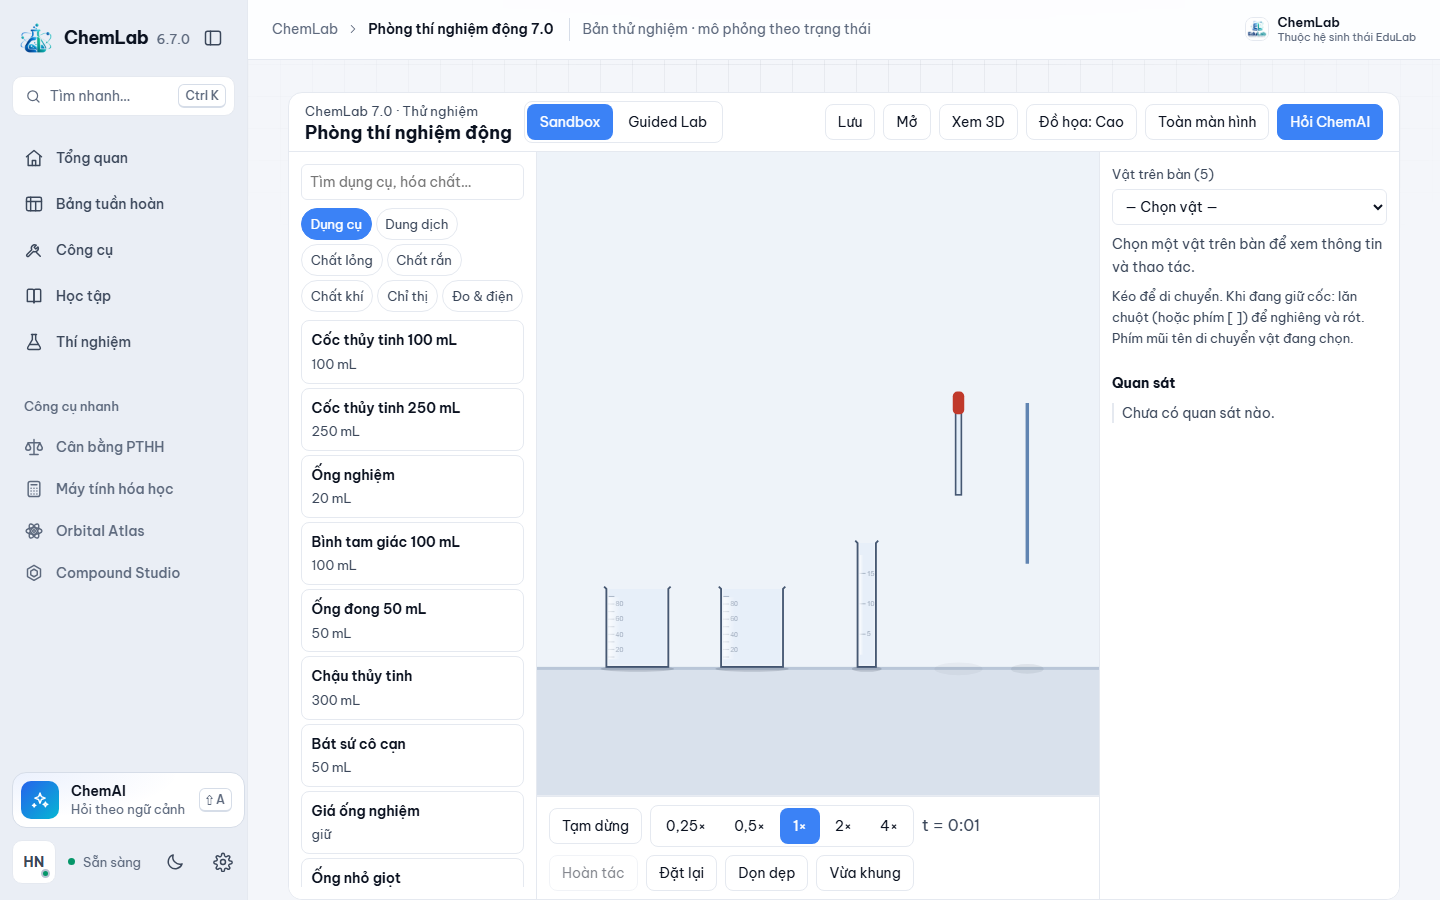 ChemLab 6.7.0
Tìm nhanh... Ctrl K
Tổng quan
Bảng tuần hoàn
Công cụ
Học tập
Thí nghiệm
Công cụ nhanh
Cân bằng PTHH
Máy tính hóa học
Orbital Atlas
Compound Studio
ChemAI
Hỏi theo ngữ cảnh
⇧ A
HN
Sẵn sàng
ChemLab > Phòng thí nghiệm động 7.0 | Bản thử nghiệm · mô phỏng theo trạng thái
ChemLab
Thuộc hệ sinh thái EduLab
ChemLab 7.0 · Thử nghiệm
Phòng thí nghiệm động
Sandbox Guided Lab
Lưu Mở Xem 3D Đồ họa: Cao Toàn màn hình Hỏi ChemAI
Tìm dụng cụ, hóa chất...
Dụng cụ Dung dịch
Chất lỏng Chất rắn
Chất khí Chỉ thị Đo & điện
Cốc thủy tinh 100 mL
100 mL
Cốc thủy tinh 250 mL
250 mL
Ống nghiệm
20 mL
Bình tam giác 100 mL
100 mL
Ống đong 50 mL
50 mL
Chậu thủy tinh
300 mL
Bát sứ cô cạn
50 mL
Giá ống nghiệm
giữ
Ống nhỏ giọt
80
60
40
20
80
60
40
20
15
10
5
Tạm dừng 0,25× 0,5× 1× 2× 4× t = 0:01
Hoàn tác Đặt lại Dọn dẹp Vừa khung
Vật trên bàn (5)
— Chọn vật —
Chọn một vật trên bàn để xem thông tin
và thao tác.
Kéo để di chuyển. Khi đang giữ cốc: lăn
chuột (hoặc phím [ ]) để nghiêng và rót.
Phím mũi tên di chuyển vật đang chọn.
Quan sát
Chưa có quan sát nào.